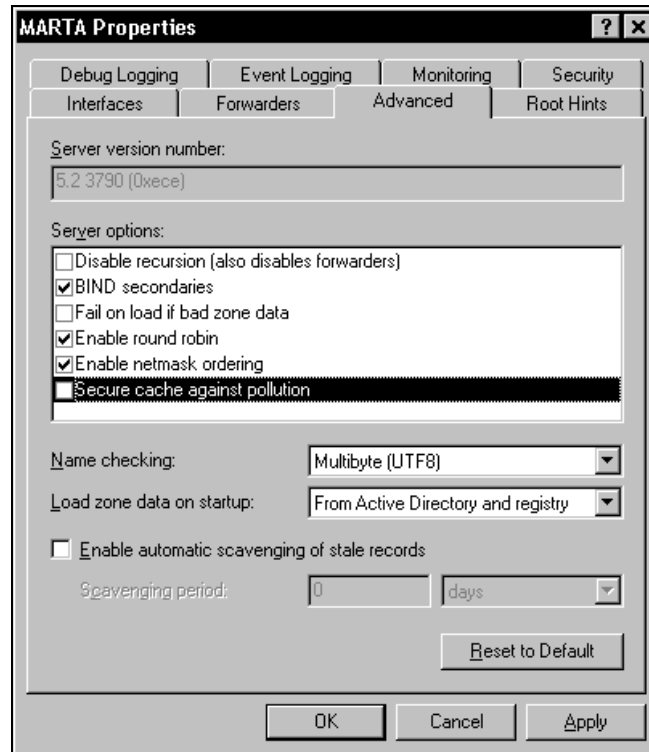 MARTA Properties
Debug Logging Event Logging Monitoring Security
Interfaces Forwarders Advanced Root Hints
Server version number:
5.2 3790 (0xece)
Server options:
Disable recursion (also disables forwarders)
BIND secondaries
Fail on load if bad zone data
Enable round robin
Enable netmask ordering
Secure cache against pollution
Name checking: Multibyte (UTF8)
Load zone data on startup: From Active Directory and registry
Enable automatic scavenging of stale records
Scavenging period: 0 days
Reset to Default
OK Cancel Apply